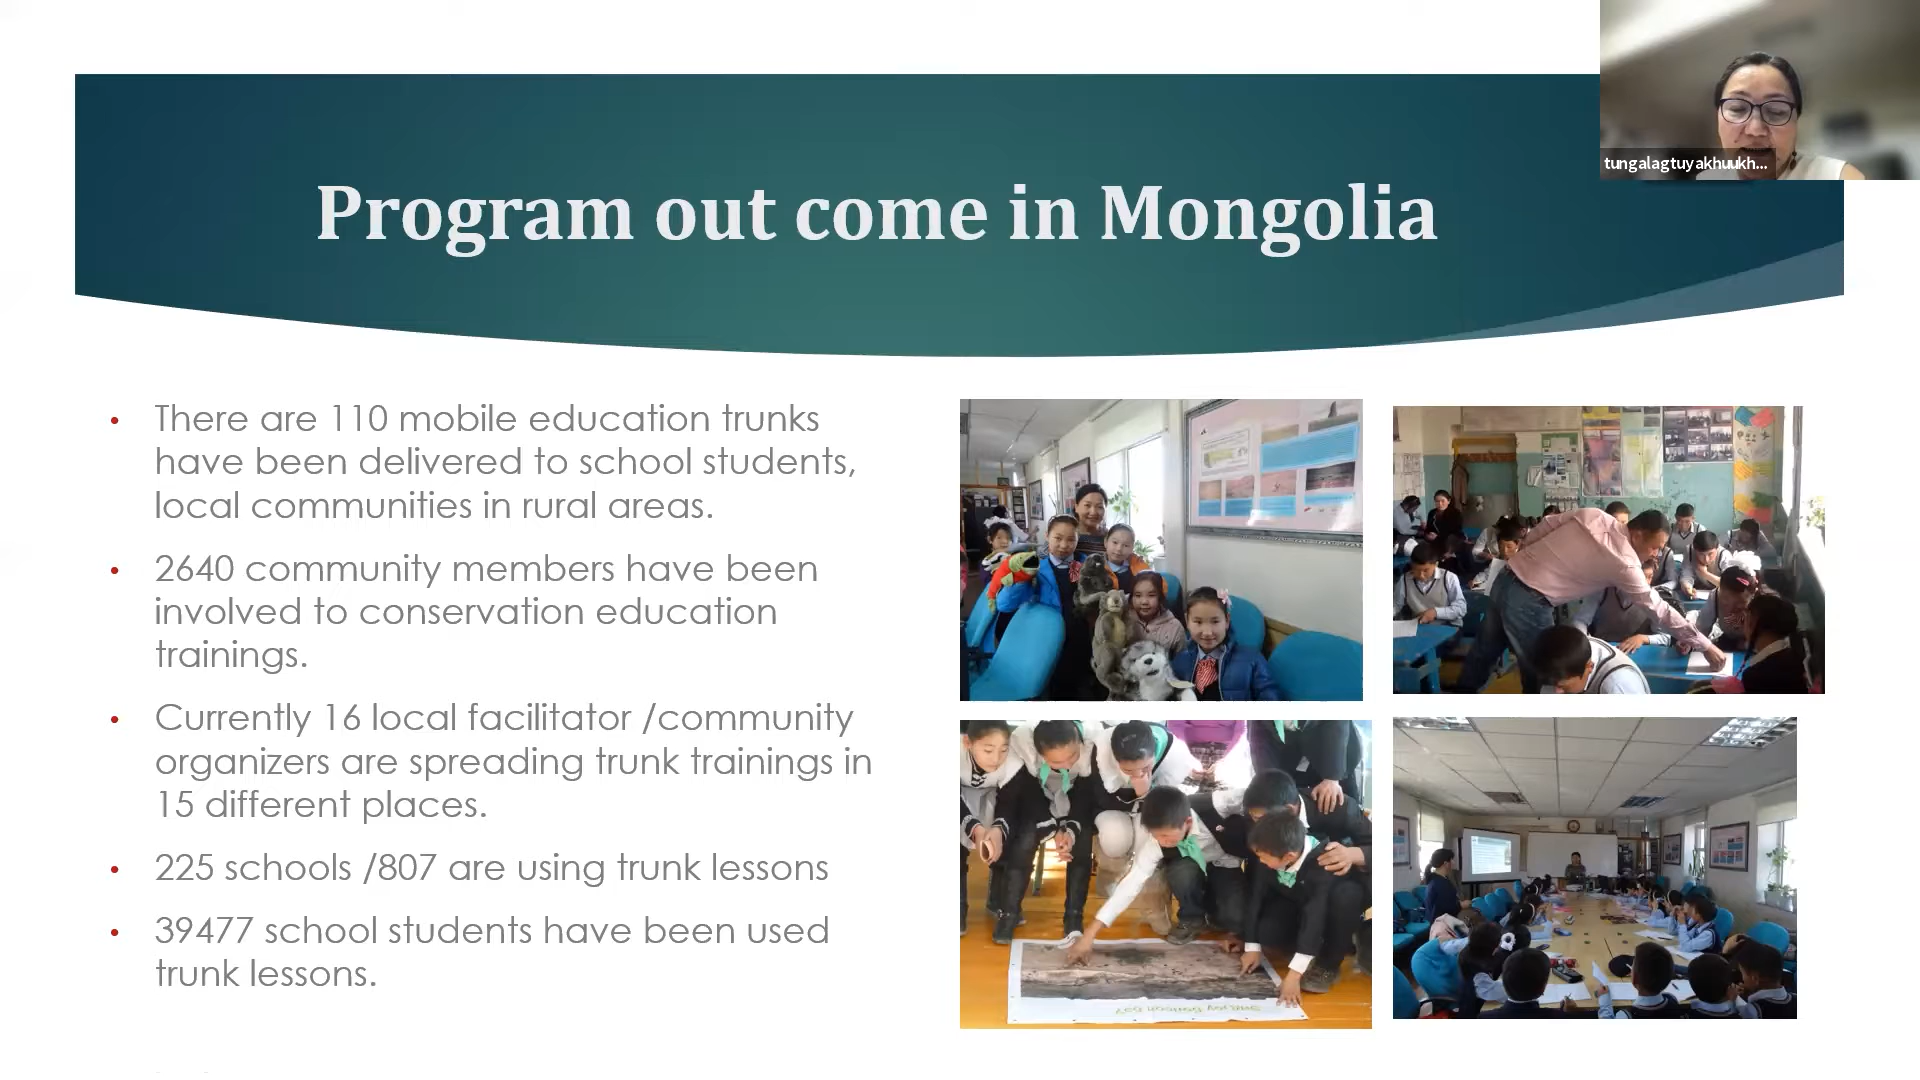 tungalagtuyakhuukh...
Program out come in Mongolia
• There are 110 mobile education trunks
have been delivered to school students,
local communities in rural areas.
• 2640 community members have been
involved to conservation education
trainings.
• Currently 16 local facilitator /community
organizers are spreading trunk trainings in
15 different places.
• 225 schools /807 are using trunk lessons
• 39477 school students have been used
trunk lessons.